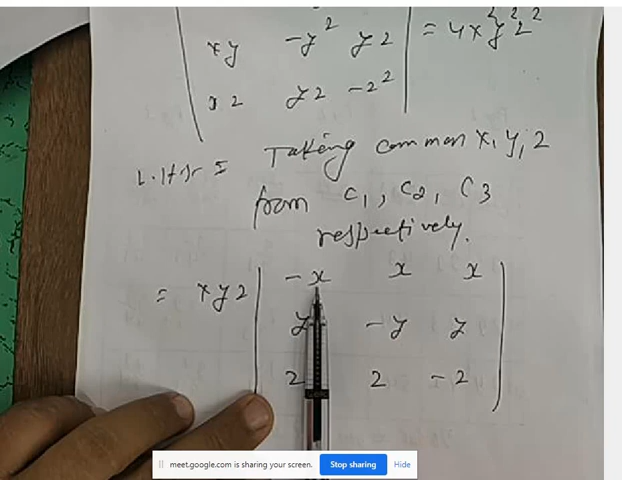 xy -y² yz = 4x²y²z²
xz yz -z²
L.H.S = Taking common x, y, z
from C1, C2, C3
respectively.
= xyz | -x x x |
y -y y
z z -z
meet.google.com is sharing your screen. Stop sharing Hide